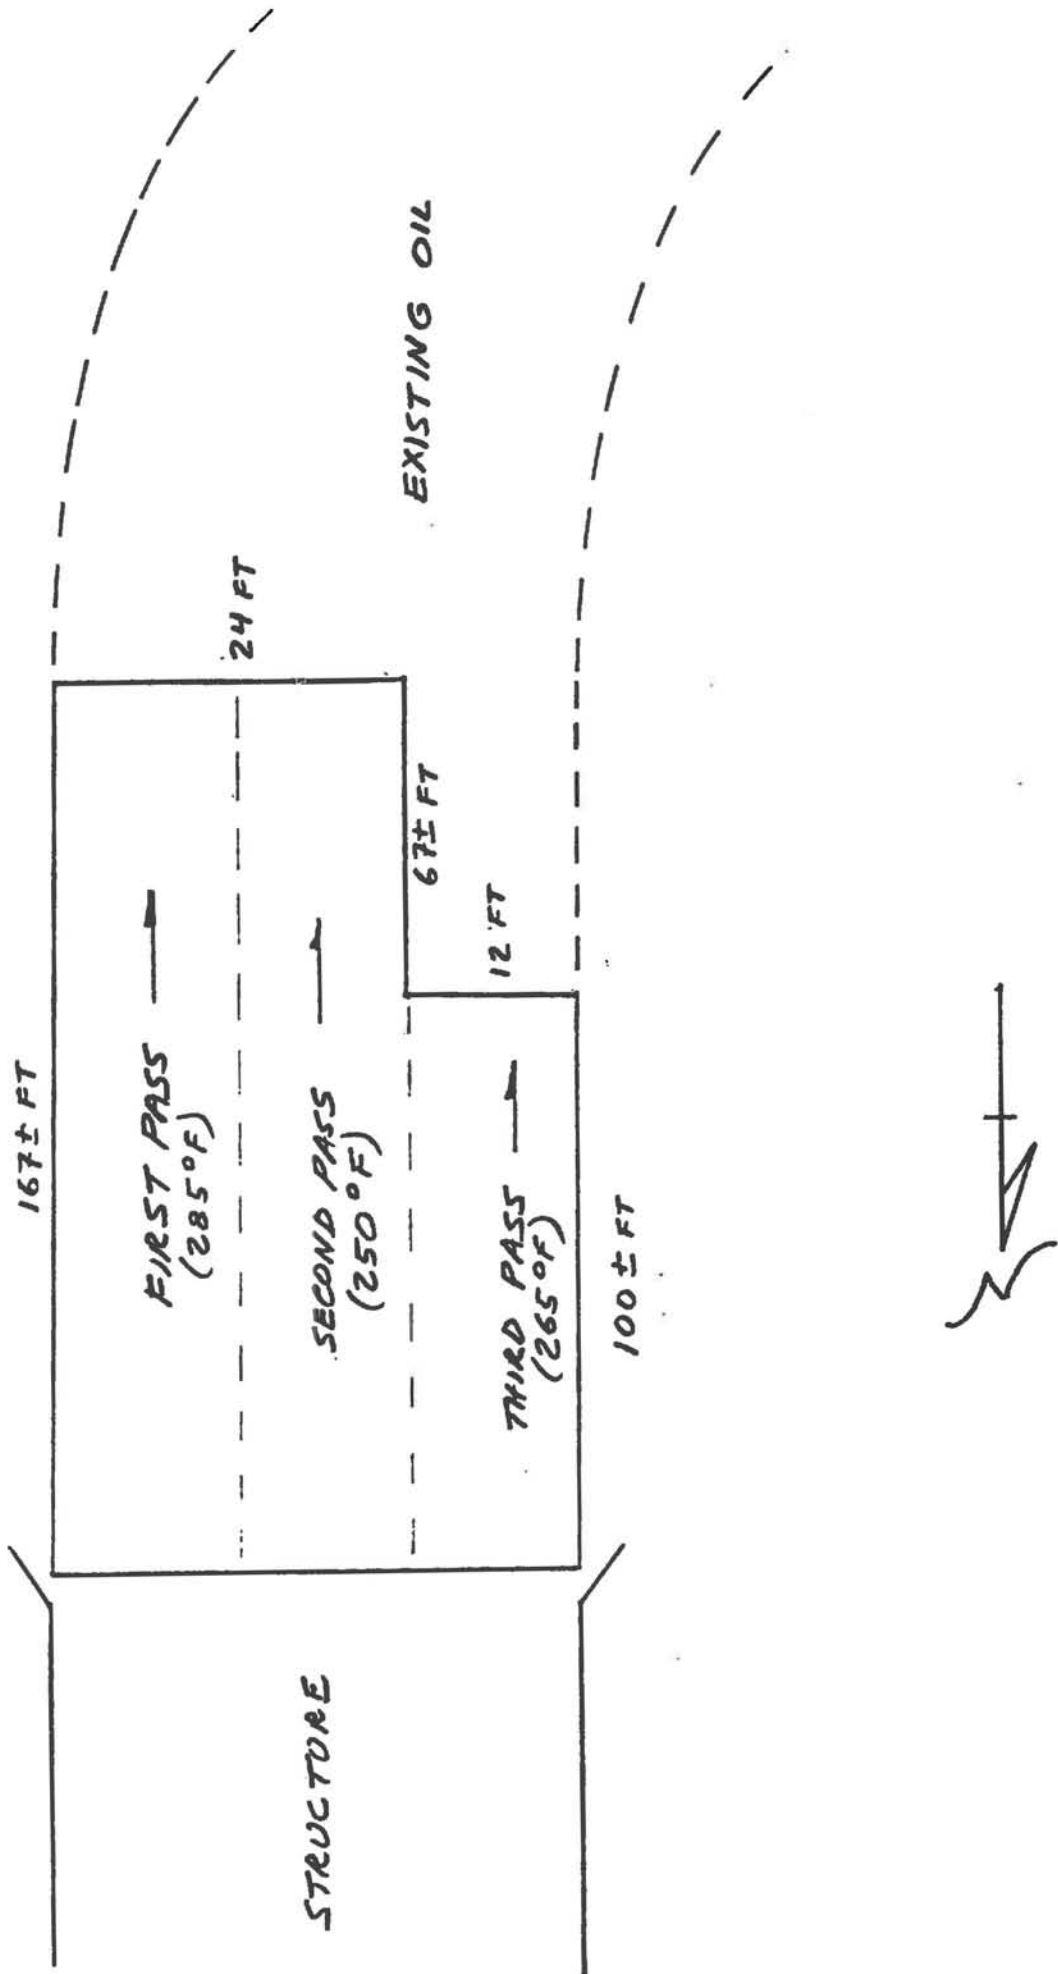 167± FT
FIRST PASS
(285°F)
24 FT
SECOND PASS
(250°F)
EXISTING OIL
67± FT
12 FT
THIRD PASS
(265°F)
100± FT
STRUCTURE
N